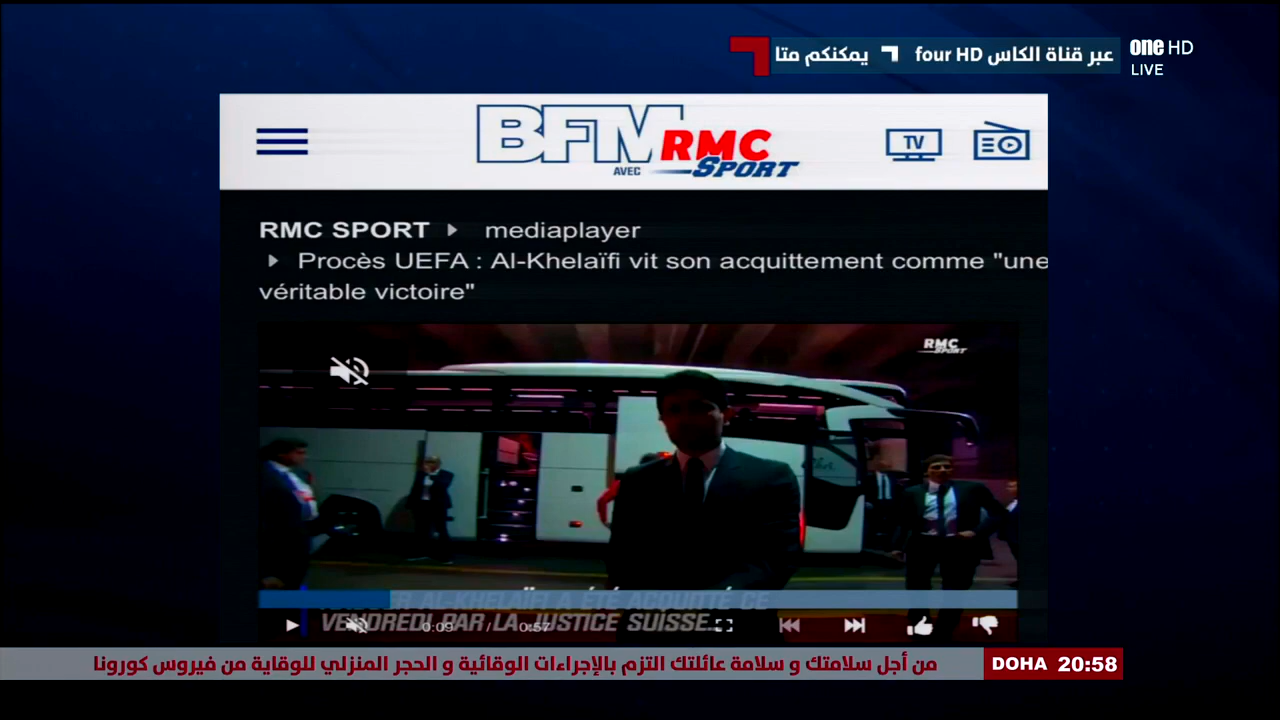 عبر قناة الكاس four HD يمكنكم متا
one HD
LIVE
BFM
AVEC RMC SPORT
TV
RMC SPORT mediaplayer
Procès UEFA : Al-Khelaïfi vit son acquittement comme "une
véritable victoire"
RMC SPORT
AL-KHELAÏFI A ÉTÉ ACQUITTÉ CE
VENDREDI PAR LA JUSTICE SUISSE...
0:09 / 0:57
من أجل سلامتك و سلامة عائلتك التزم بالإجراءات الوقائية و الحجر المنزلي للوقاية من فيروس كورونا
DOHA 20:58